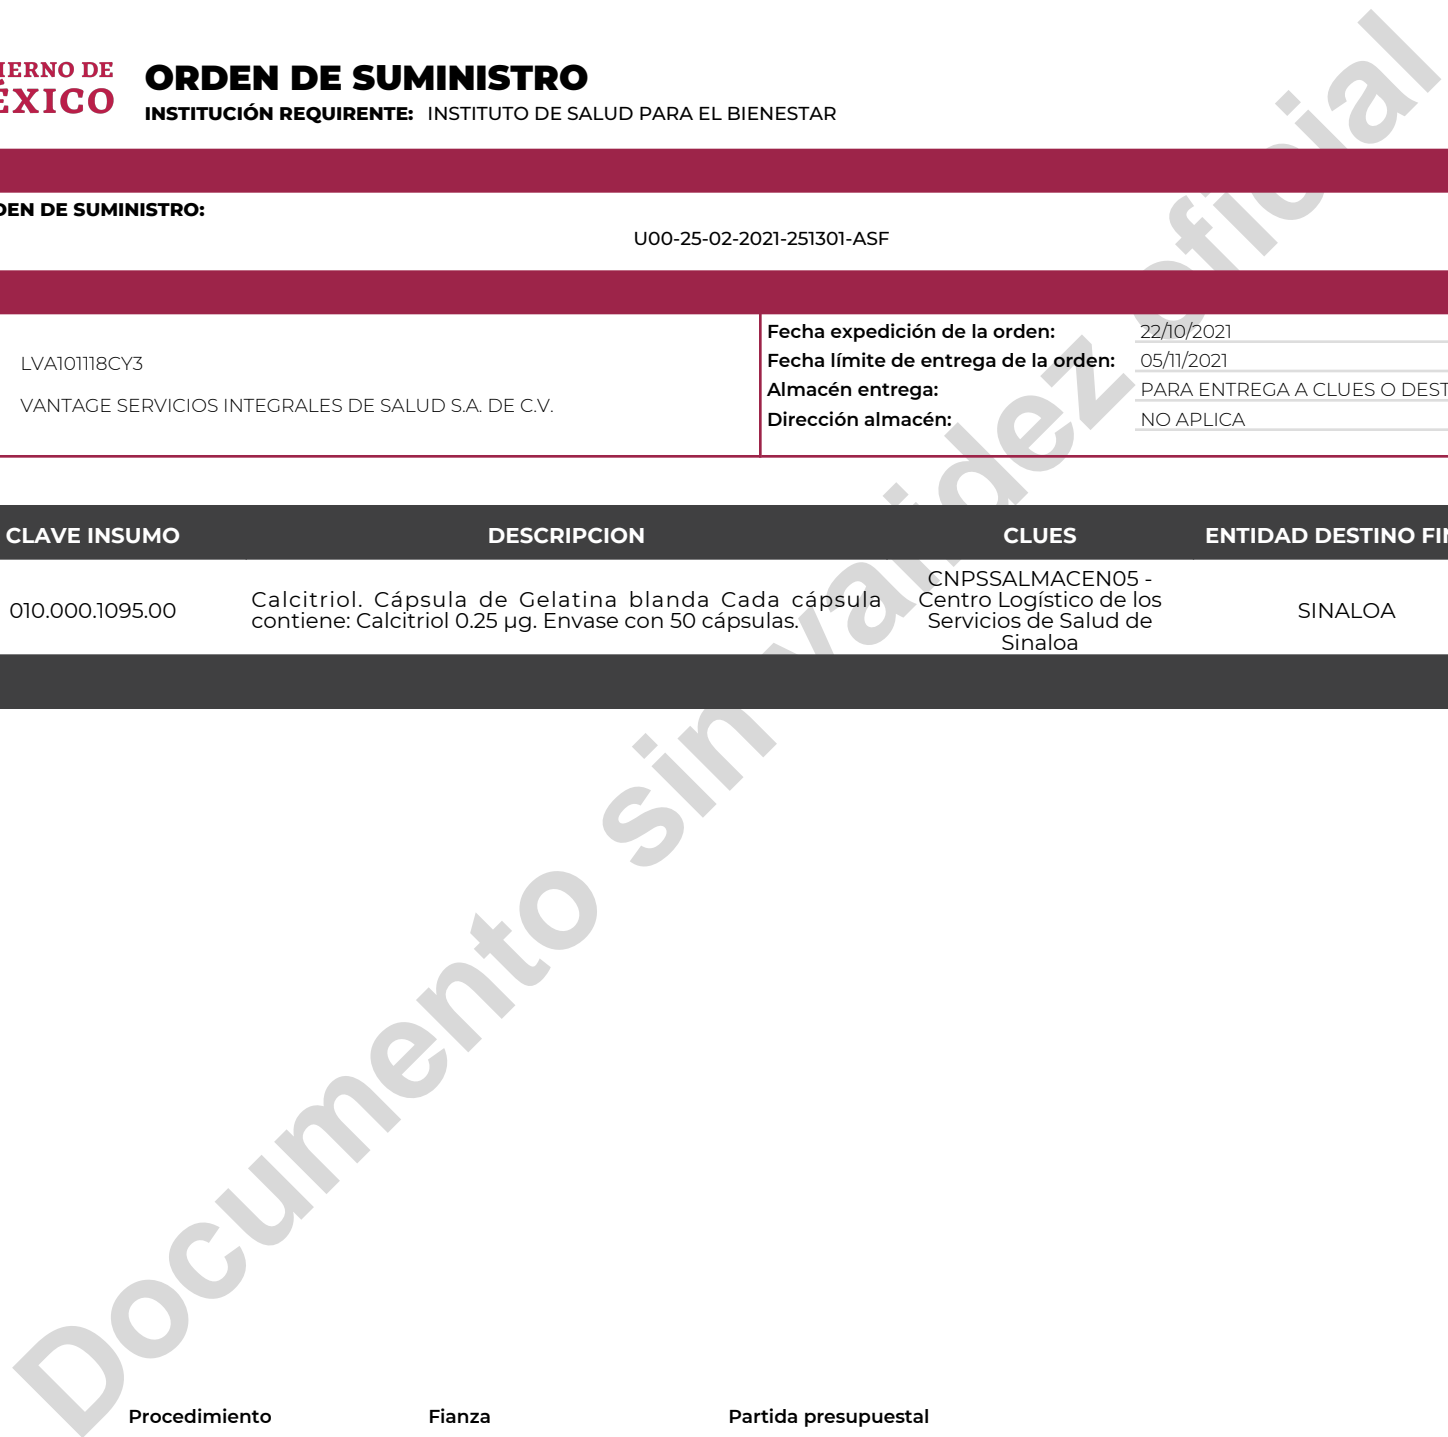 IERNO DE
ÉXICO
ORDEN DE SUMINISTRO
INSTITUCIÓN REQUIRENTE: INSTITUTO DE SALUD PARA EL BIENESTAR
DEN DE SUMINISTRO:
U00-25-02-2021-251301-ASF
LVA101118CY3
VANTAGE SERVICIOS INTEGRALES DE SALUD S.A. DE C.V.
Fecha expedición de la orden: 22/10/2021
Fecha límite de entrega de la orden: 05/11/2021
Almacén entrega: PARA ENTREGA A CLUES O DEST
Dirección almacén: NO APLICA
CLAVE INSUMO DESCRIPCION CLUES ENTIDAD DESTINO FIN
010.000.1095.00
Calcitriol. Cápsula de Gelatina blanda Cada cápsula
contiene: Calcitriol 0.25 µg. Envase con 50 cápsulas.
CNPSSALMACEN05 -
Centro Logístico de los
Servicios de Salud de
Sinaloa
SINALOA
Documento sin validez oficial
Procedimiento Fianza Partida presupuestal